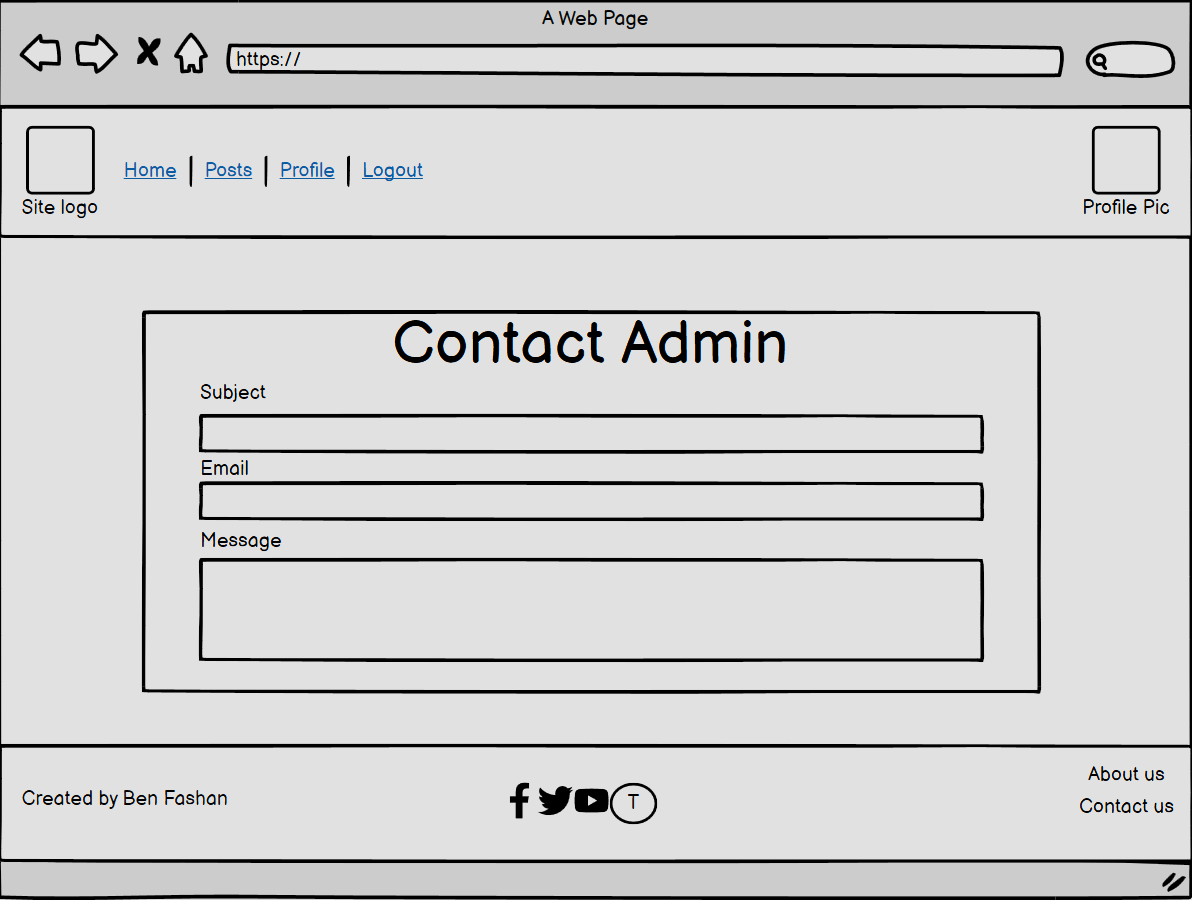 A Web Page
https://
Home | Posts | Profile | Logout
Site logo
Profile Pic
Contact Admin
Subject
Email
Message
Created by Ben Fashan
T
About us
Contact us